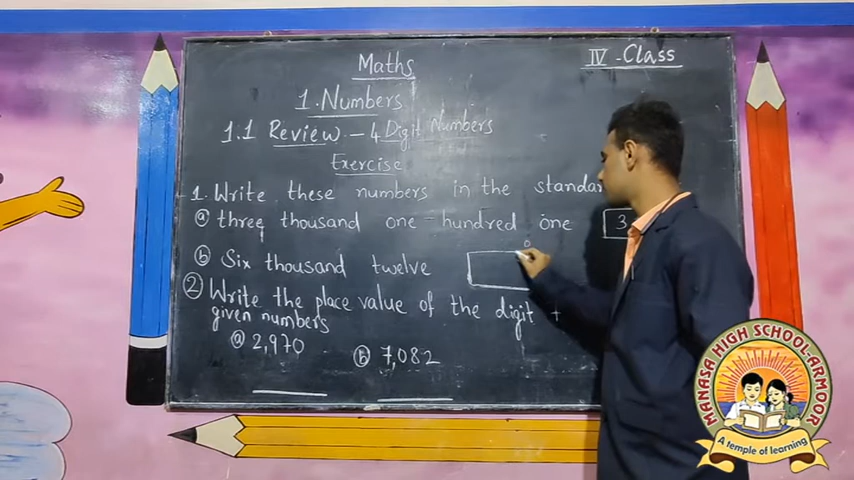 Maths
IV - Class
1. Numbers
1.1 Review - 4 Digit Numbers
Exercise
1. Write these numbers in the standar
ⓐ three thousand one - hundred one 3
ⓑ Six thousand twelve
② Write the place value of the digit
given numbers
ⓐ 2,970 ⓑ 7,082
MANASA HIGH SCHOOL-ARMOOR
A temple of learning